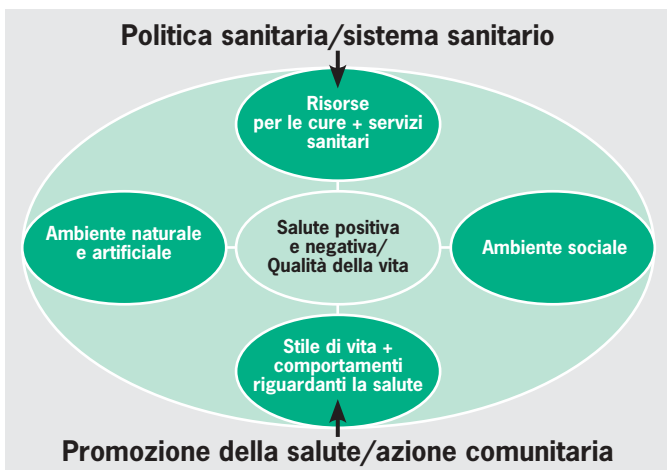 Politica sanitaria/sistema sanitario
Risorse
per le cure + servizi
sanitari
Ambiente naturale
e artificiale
Salute positiva
e negativa/
Qualità della vita
Ambiente sociale
Stile di vita +
comportamenti
riguardanti la salute
Promozione della salute/azione comunitaria